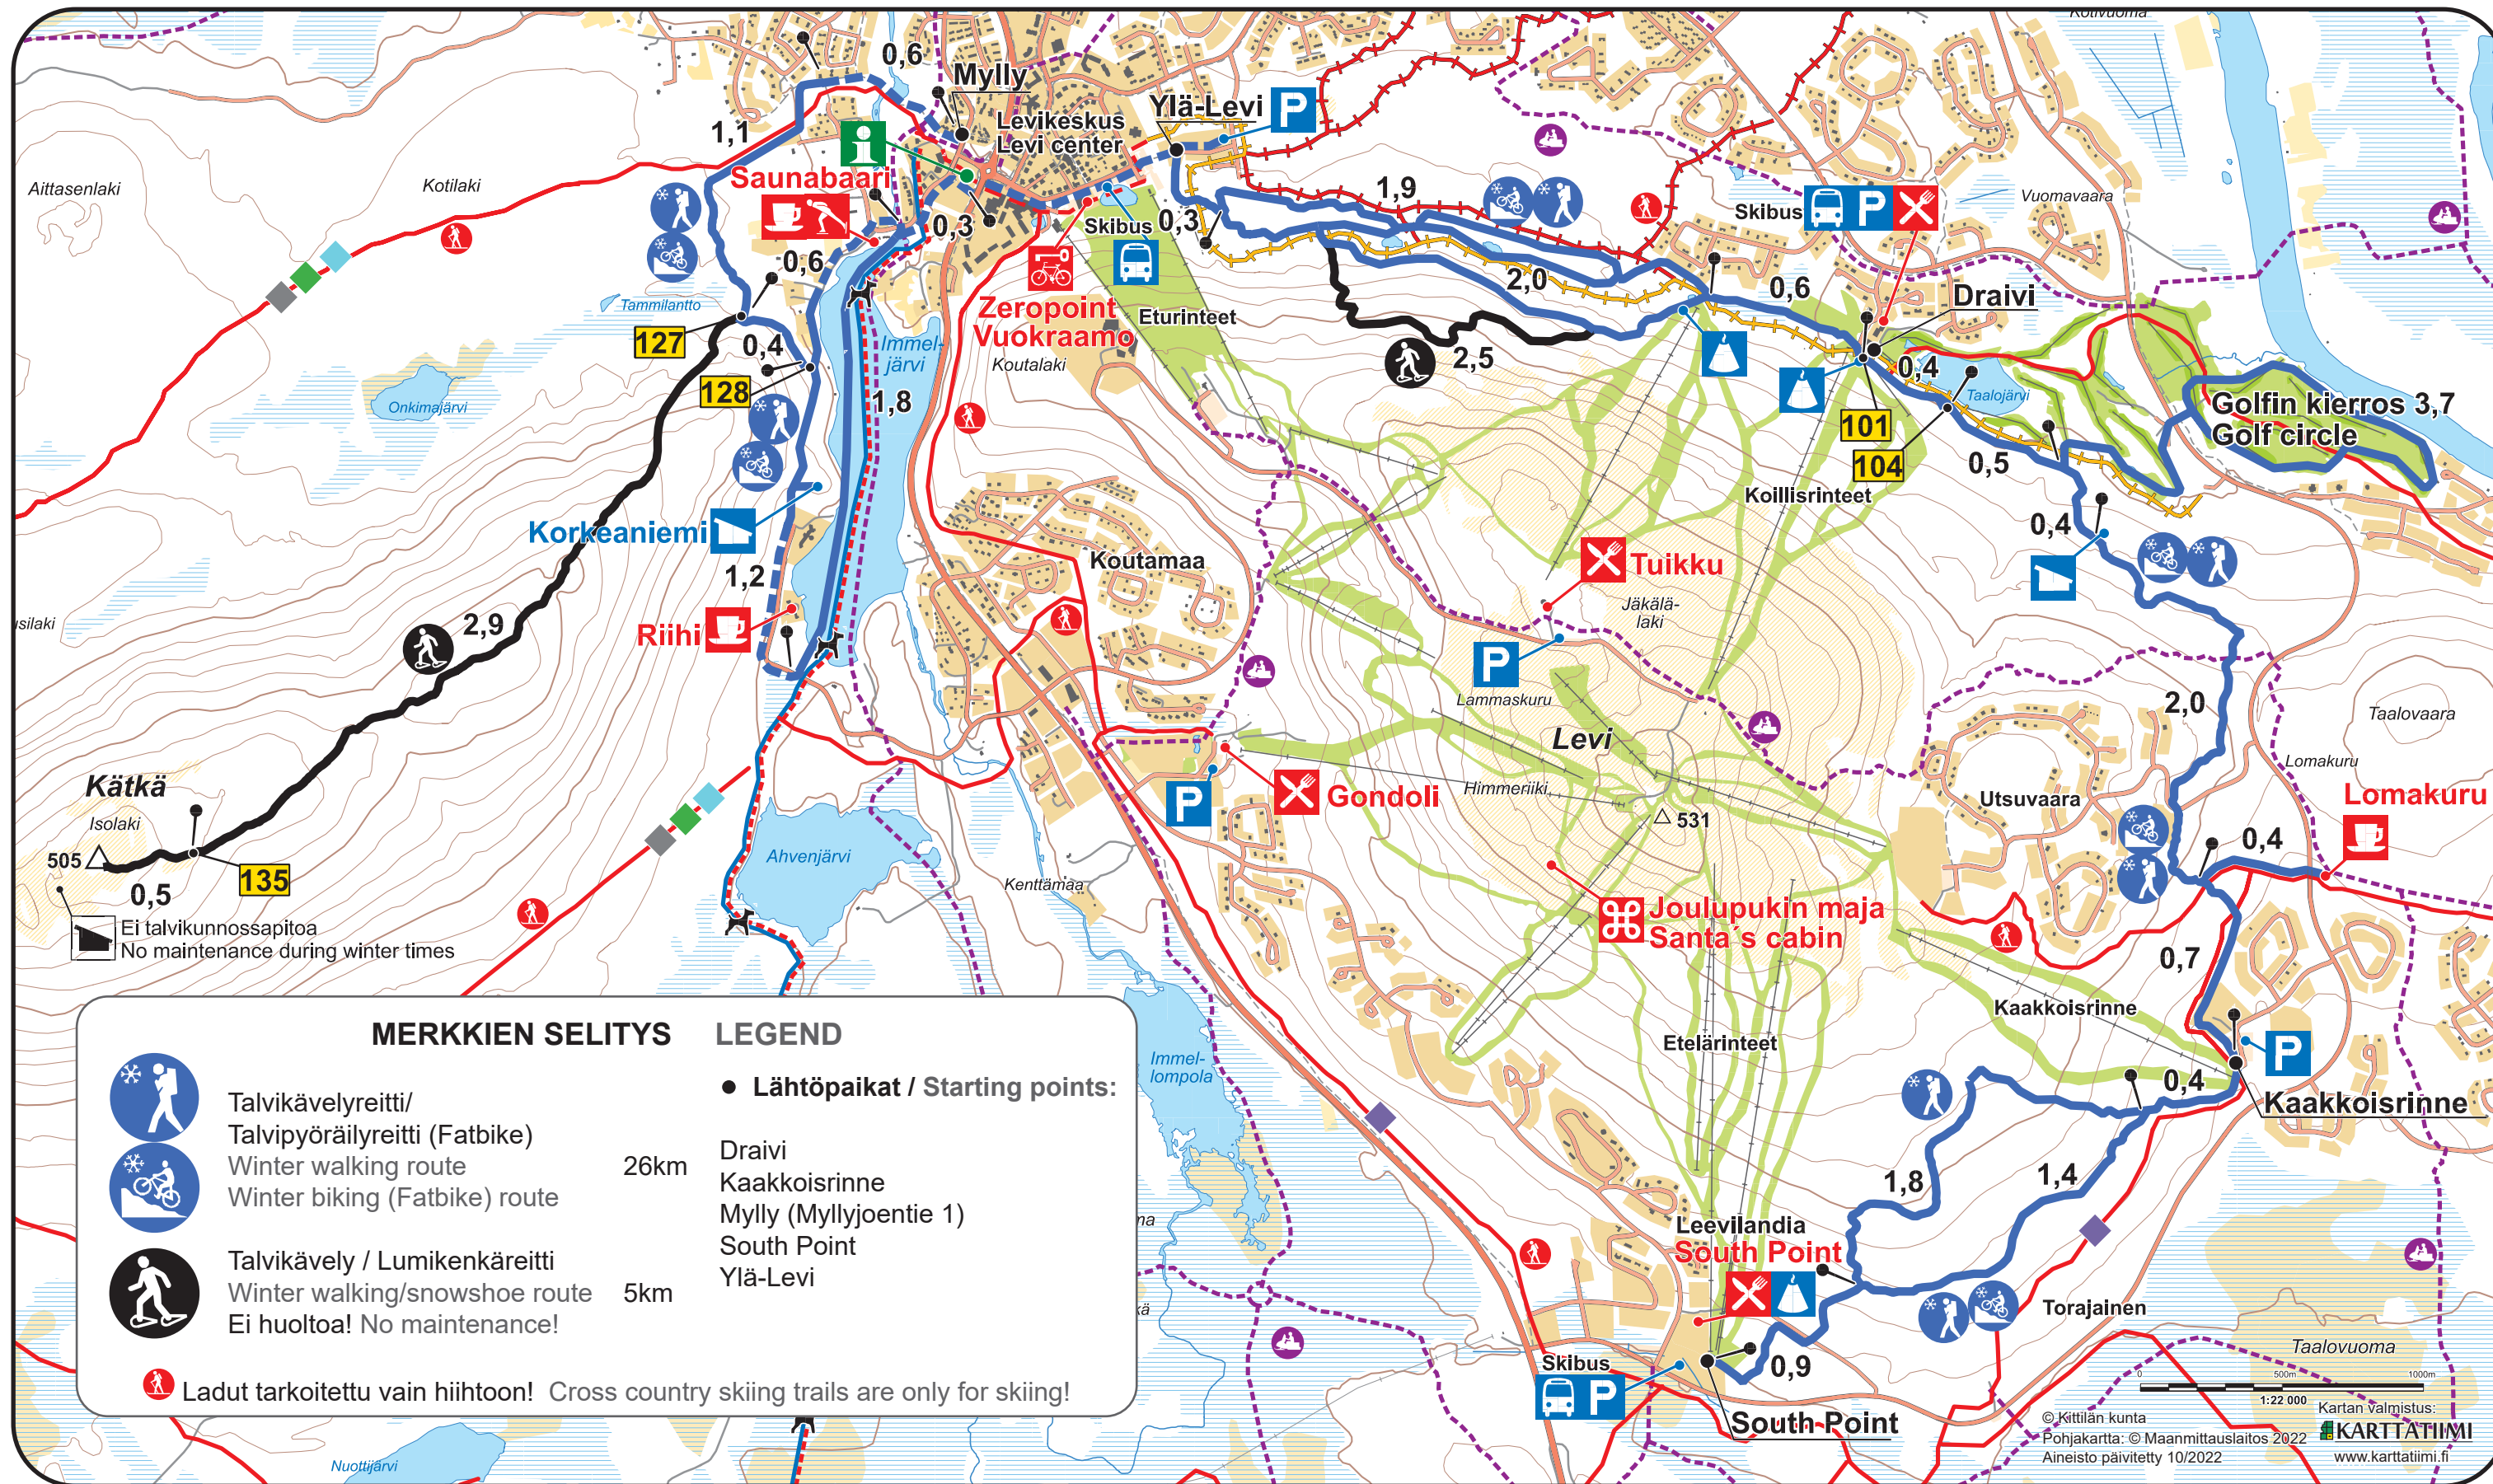 Kotivuoma
0,6
Mylly
Ylä-Levi
P
Levikeskus
Levi center
1,1
Aittasenlaki
Kotilaki
Saunabaari
1,9
Skibus
P
Vuomavaara
0,3
Skibus
0,3
0,6
Tammilantto
Zeropoint
Vuokraamo
Eturinteet
2,0
0,6
Draivi
127
0,4
Immel-
järvi
Koutalaki
2,5
128
Onkimajärvi
1,8
0,4
Taalojärvi
Golfin kierros 3,7
Golf circle
101
104
0,5
Koillisrinteet
Korkeaniemi
0,4
1,2
Koutamaa
Tuikku
Jäkälä-
laki
usilaki
2,9
Riihi
P
Lammaskuru
2,0
Taalovaara
Levi
Lomakuru
Kätkä
Isolaki
Himmeriiki
P
Gondoli
Utsuvaara
Lomakuru
531
505
Ahvenjärvi
0,4
135
0,5
Kenttämaa
Joulupukin maja
Santa´s cabin
Ei talvikunnossapitoa
No maintenance during winter times
0,7
Kaakkoisrinne
Etelärinteet
P
0,4
Kaakkoisrinne
Immel-
lompola
1,8
1,4
Leevilandia
South Point
Torajainen
Skibus
P
0,9
South Point
Taalovuoma
MERKKIEN SELITYS LEGEND
Talvikävelyreitti/
Talvipyöräilyreitti (Fatbike)
Winter walking route 26km
Winter biking (Fatbike) route
Talvikävely / Lumikenkäreitti
Winter walking/snowshoe route 5km
Ei huoltoa! No maintenance!
● Lähtöpaikat / Starting points:
Draivi
Kaakkoisrinne
Mylly (Myllyjoentie 1)
South Point
Ylä-Levi
Ladut tarkoitettu vain hiihtoon! Cross country skiing trails are only for skiing!
ma
kä
Nuottijärvi
0 500m 1000m
1:22 000
© Kittilän kunta
Pohjakartta: © Maanmittauslaitos 2022
Aineisto päivitetty 10/2022
Kartan valmistus:
KARTTATIIMI
www.karttatiimi.fi